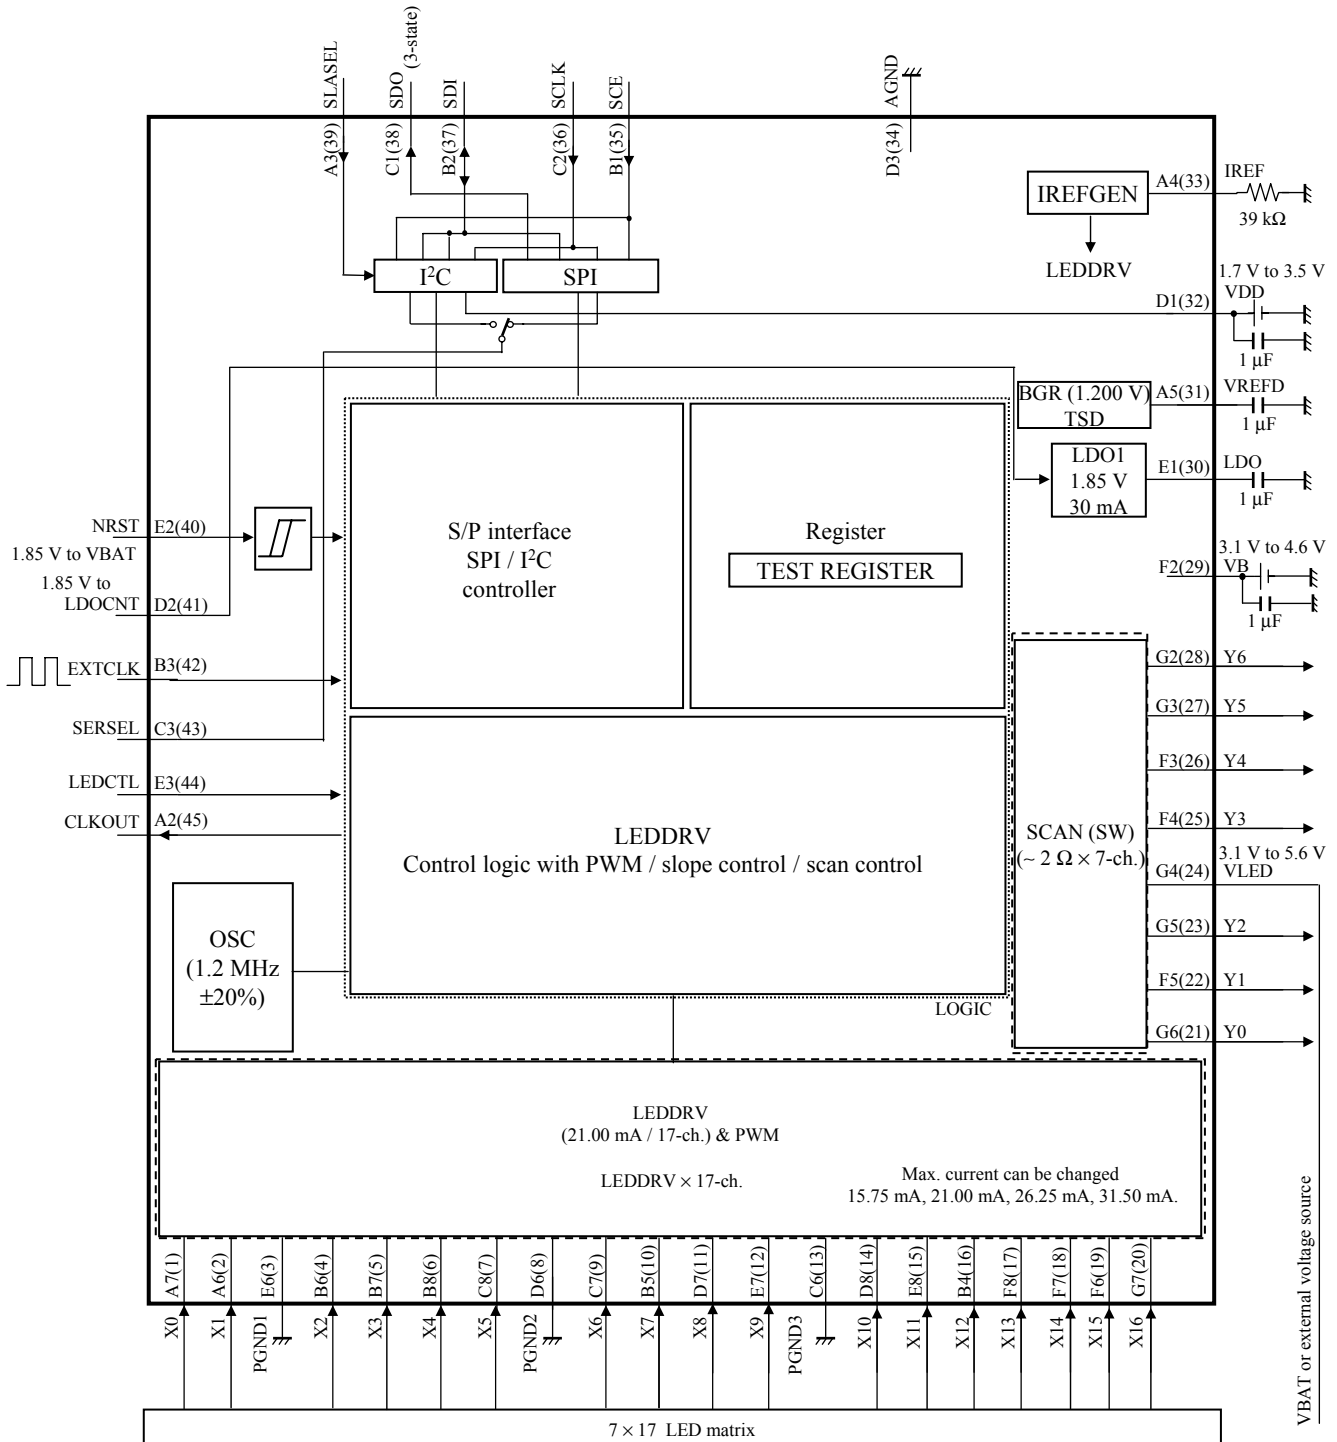 SLASEL
SDO
(3-state)
SDI
SCLK
SCE
AGND
A3(39)
C1(38)
B2(37)
C2(36)
B1(35)
D3(34)
IREFGEN
A4(33)
IREF
39 kΩ
LEDDRV
I²C
SPI
1.7 V to 3.5 V
D1(32)
VDD
1 µF
BGR (1.200 V)
TSD
A5(31)
VREFD
1 µF
LDO1
1.85 V
30 mA
E1(30)
LDO
1 µF
NRST
E2(40)
1.85 V to VBAT
1.85 V to
LDOCNT
D2(41)
S/P interface
SPI / I²C
controller
Register
TEST REGISTER
3.1 V to 4.6 V
F2(29)
VB
1 µF
EXTCLK
B3(42)
SERSEL
C3(43)
LEDCTL
E3(44)
CLKOUT
A2(45)
G2(28)
Y6
G3(27)
Y5
F3(26)
Y4
F4(25)
Y3
SCAN (SW)
(~ 2 Ω × 7-ch.)
3.1 V to 5.6 V
G4(24)
VLED
G5(23)
Y2
F5(22)
Y1
G6(21)
Y0
LEDDRV
Control logic with PWM / slope control / scan control
OSC
(1.2 MHz
±20%)
LOGIC
LEDDRV
(21.00 mA / 17-ch.) & PWM
LEDDRV × 17-ch.
Max. current can be changed
15.75 mA, 21.00 mA, 26.25 mA, 31.50 mA.
A7(1)
A6(2)
E6(3)
B6(4)
B7(5)
B8(6)
C8(7)
D6(8)
C7(9)
B5(10)
D7(11)
E7(12)
C6(13)
D8(14)
E8(15)
B4(16)
F8(17)
F7(18)
F6(19)
G7(20)
X0
X1
PGND1
X2
X3
X4
X5
PGND2
X6
X7
X8
X9
PGND3
X10
X11
X12
X13
X14
X15
X16
VBAT or external voltage source
7 × 17 LED matrix